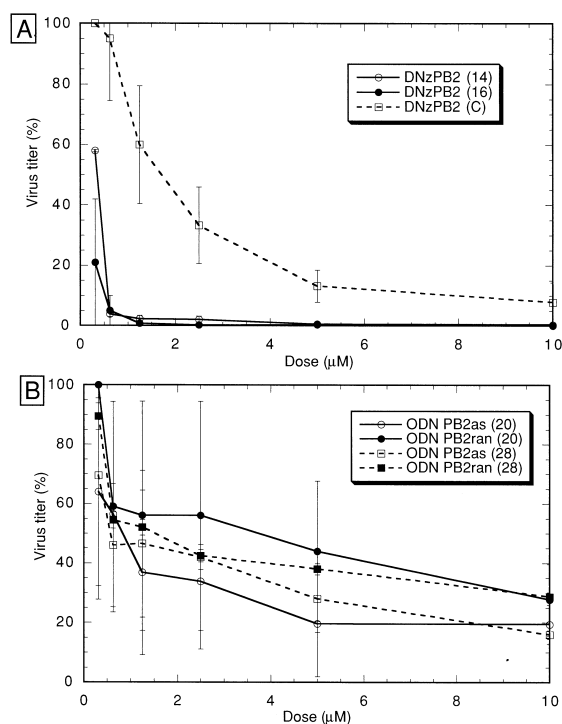 A
100
80
60
40
20
0
Virus titer (%)
DNzPB2 (14)
DNzPB2 (16)
DNzPB2 (C)
0 2 4 6 8 10
Dose (μM)
B
100
80
60
40
20
0
Virus titer (%)
ODN PB2as (20)
ODN PB2ran (20)
ODN PB2as (28)
ODN PB2ran (28)
0 2 4 6 8 10
Dose (μM)